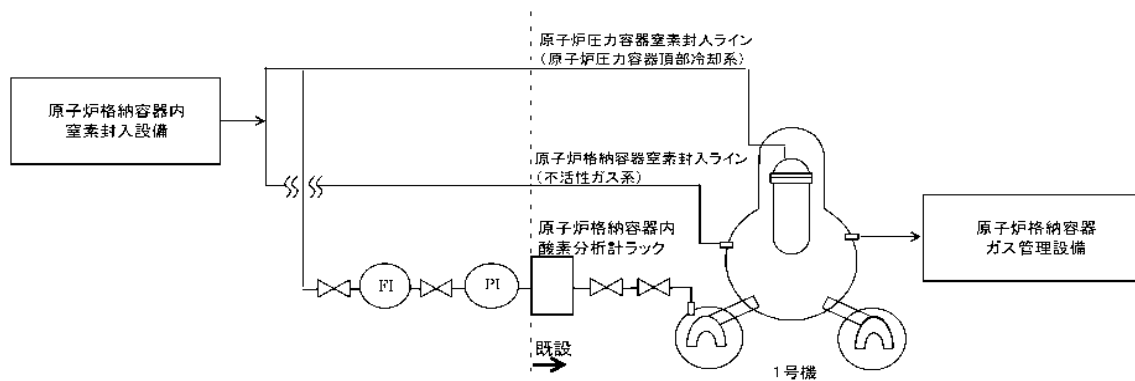 原子炉圧力容器窒素封入ライン
（原子炉圧力容器頂部冷却系）
原子炉格納容器内
窒素封入設備
原子炉格納容器窒素封入ライン
（不活性ガス系）
原子炉格納容器内
酸素分析計ラック
原子炉格納容器
ガス管理設備
FI
PI
既設
1号機